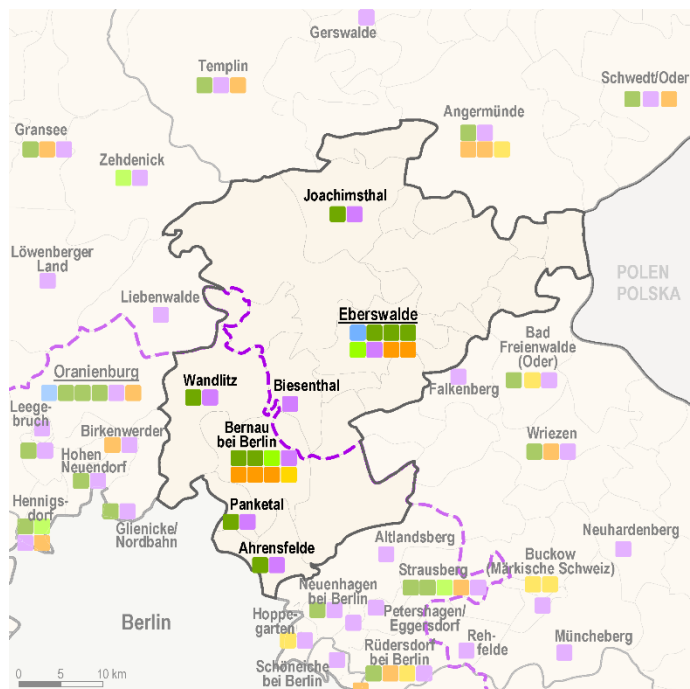 Gerswalde
Templin
Schwedt/Oder
Angermünde
Gransee
Zehdenick
Joachimsthal
Löwenberger
Land
POLEN
POLSKA
Liebenwalde
Eberswalde
Bad
Freienwalde
(Oder)
Oranienburg
Wandlitz
Biesenthal
Falkenberg
Leege-
bruch
Birkenwerder
Bernau
bei Berlin
Wriezen
Hohen
Neuendorf
Hennigs-
dorf
Panketal
Glienicke/
Nordbahn
Ahrensfelde
Altlandsberg
Neuhardenberg
Strausberg
Buckow
(Märkische Schweiz)
Neuenhagen
bei Berlin
Berlin
Hoppe-
garten
Petershagen/
Eggersdorf
Reh-
felde
Müncheberg
Rüdersdorf
bei Berlin
Schöneiche
bei Berlin
0 5 10 km